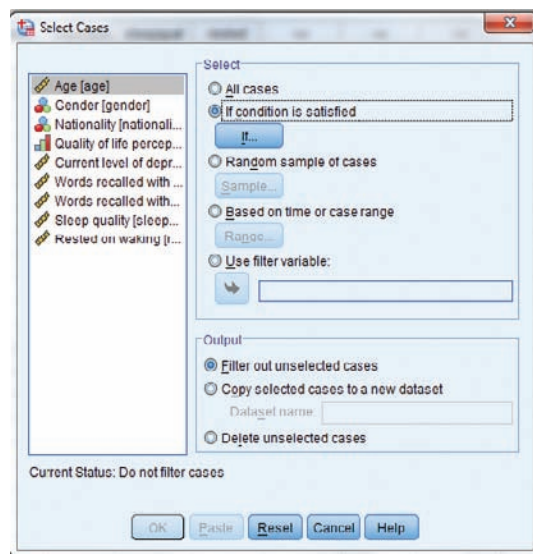 Select Cases
Age [age]
Gender [gender]
Nationality [nationali...
Quality of life percep...
Current level of depr...
Words recalled with ...
Words recalled with ...
Sleep quality [sleep...
Rested on waking [r...
Select
All cases
If condition is satisfied
If...
Random sample of cases
Sample...
Based on time or case range
Range...
Use filter variable:
Output
Filter out unselected cases
Copy selected cases to a new dataset
Dataset name:
Delete unselected cases
Current Status: Do not filter cases
OK Paste Reset Cancel Help